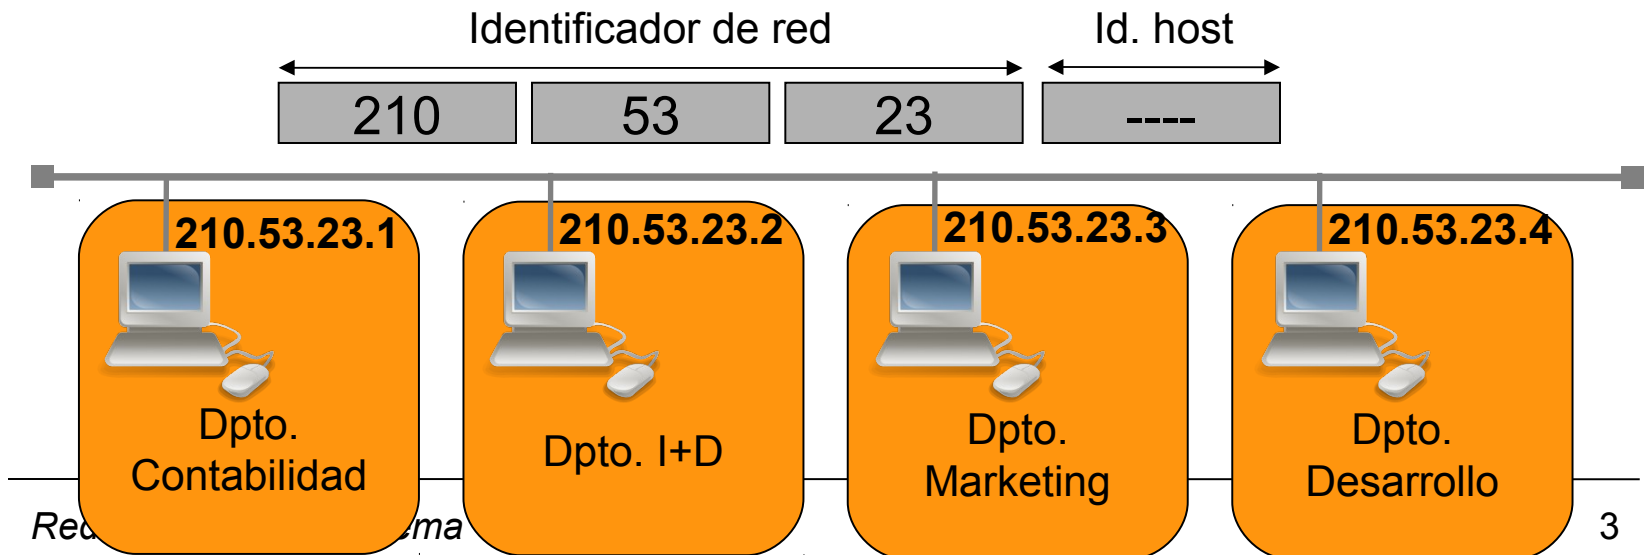 Identificador de red
Id. host
210
53
23
----
210.53.23.1
210.53.23.2
210.53.23.3
210.53.23.4
Dpto.
Contabilidad
Dpto. I+D
Dpto.
Marketing
Dpto.
Desarrollo
3